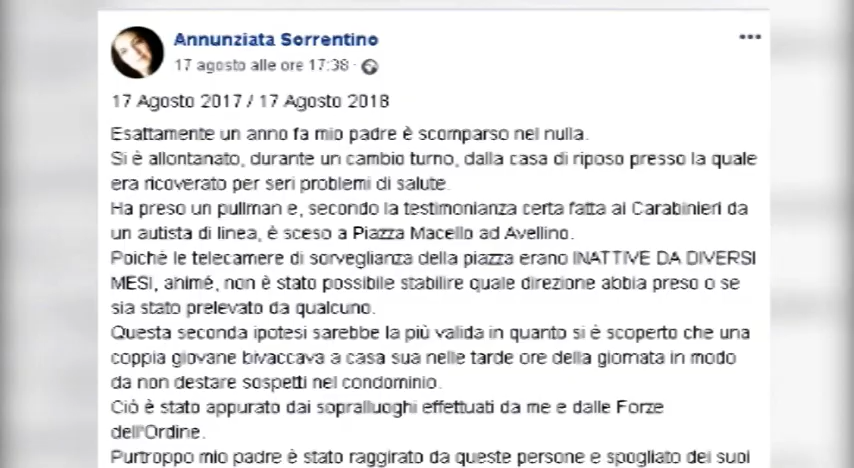 Annunziata Sorrentino
17 agosto alle ore 17:38 ·
17 Agosto 2017 / 17 Agosto 2018
Esattamente un anno fa mio padre è scomparso nel nulla.
Si è allontanato, durante un cambio turno, dalla casa di riposo presso la quale
era ricoverato per seri problemi di salute.
Ha preso un pullman e, secondo la testimonianza certa fatta ai Carabinieri da
un autista di linea, è sceso a Piazza Macello ad Avellino.
Poichè le telecamere di sorveglianza della piazza erano INATTIVE DA DIVERSI
MESI, ahimé, non è stato possibile stabilire quale direzione abbia preso o se
sia stato prelevato da qualcuno.
Questa seconda ipotesi sarebbe la più valida in quanto si è scoperto che una
coppia giovane bivaccava a casa sua nelle tarde ore della giornata in modo
da non destare sospetti nel condominio.
Ciò è stato appurato dai sopralluoghi effettuati da me e dalle Forze
dell'Ordine.
Purtroppo mio padre è stato raggirato da queste persone e spogliato dei suoi